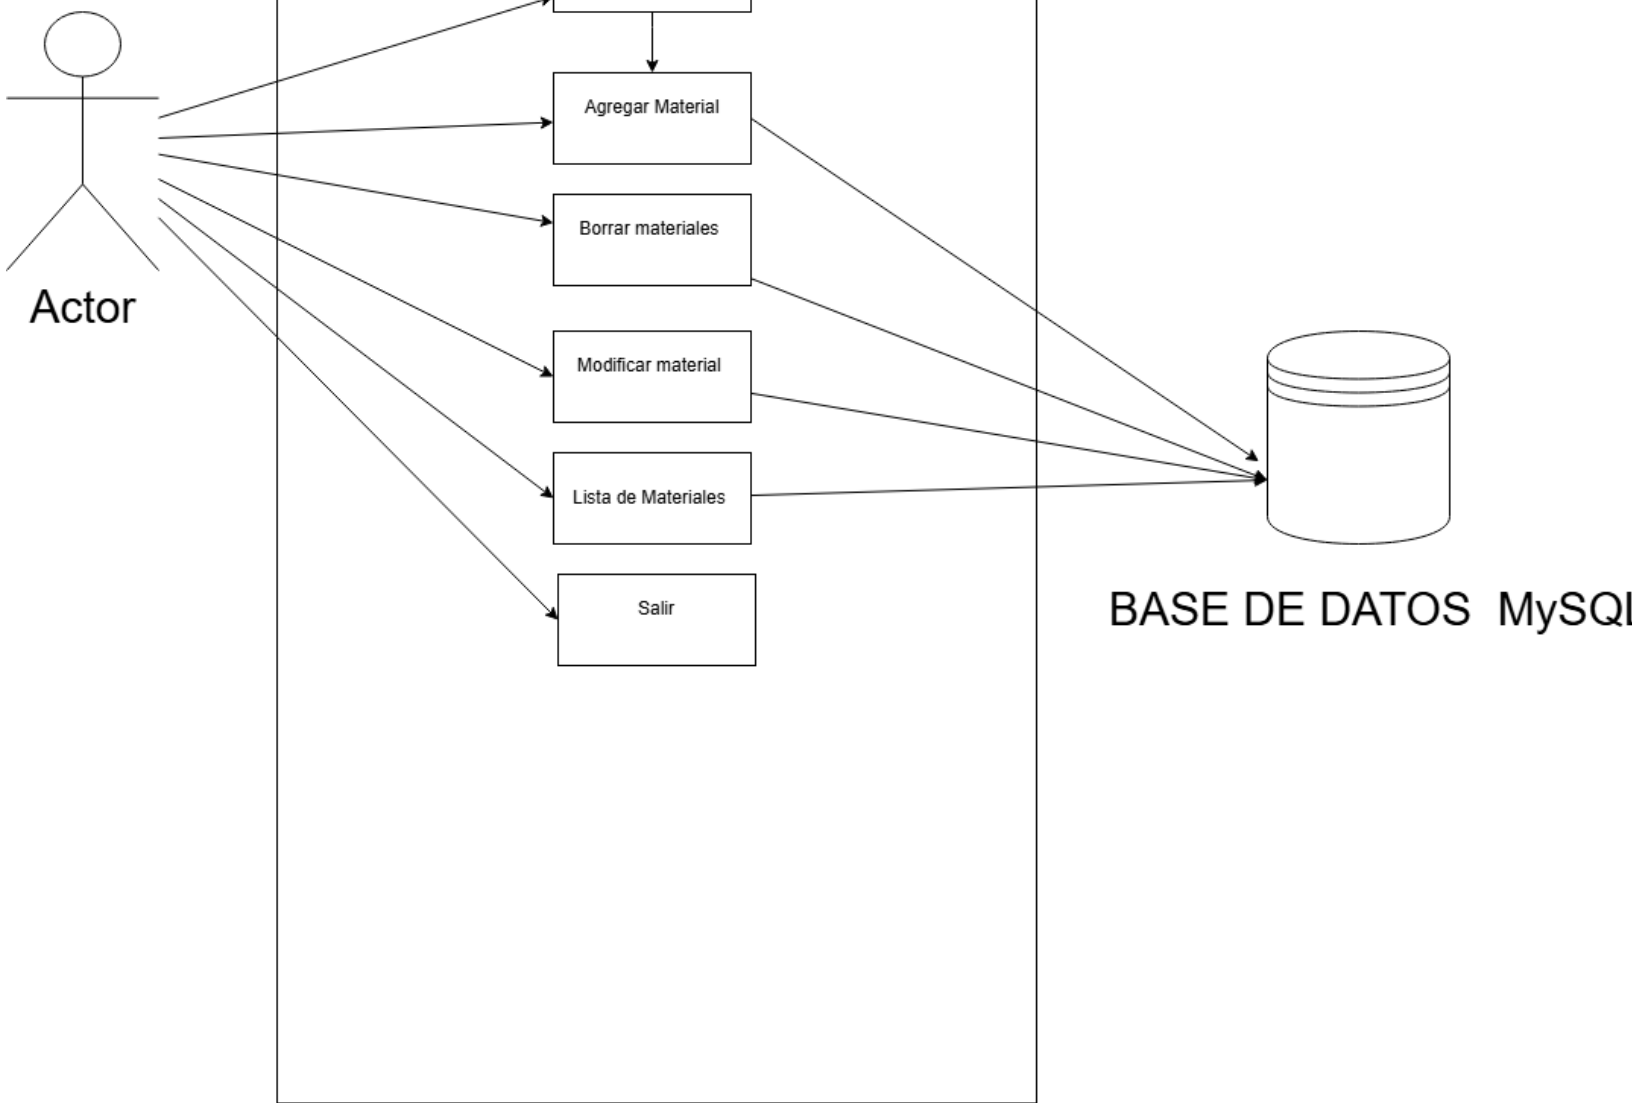 Agregar Material
Borrar materiales
Actor
Modificar material
Lista de Materiales
Salir
BASE DE DATOS MySQL